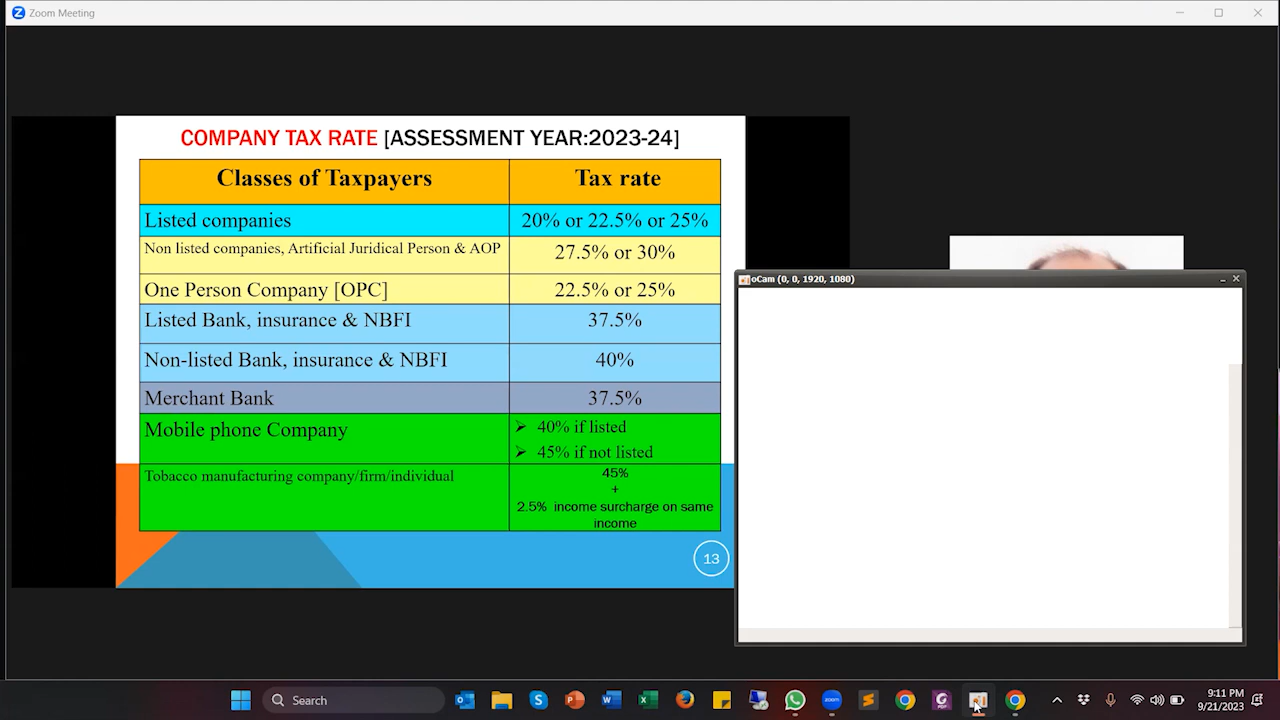 Zoom Meeting
COMPANY TAX RATE [ASSESSMENT YEAR:2023-24]
Classes of Taxpayers Tax rate
Listed companies 20% or 22.5% or 25%
Non listed companies, Artificial Juridical Person & AOP 27.5% or 30%
One Person Company [OPC] 22.5% or 25%
Listed Bank, insurance & NBFI 37.5%
Non-listed Bank, insurance & NBFI 40%
Merchant Bank 37.5%
Mobile phone Company
➢ 40% if listed
➢ 45% if not listed
Tobacco manufacturing company/firm/individual
45%
+
2.5% income surcharge on same
income
13
oCam (0, 0, 1920, 1080)
Search
zoom
9:11 PM
9/21/2023